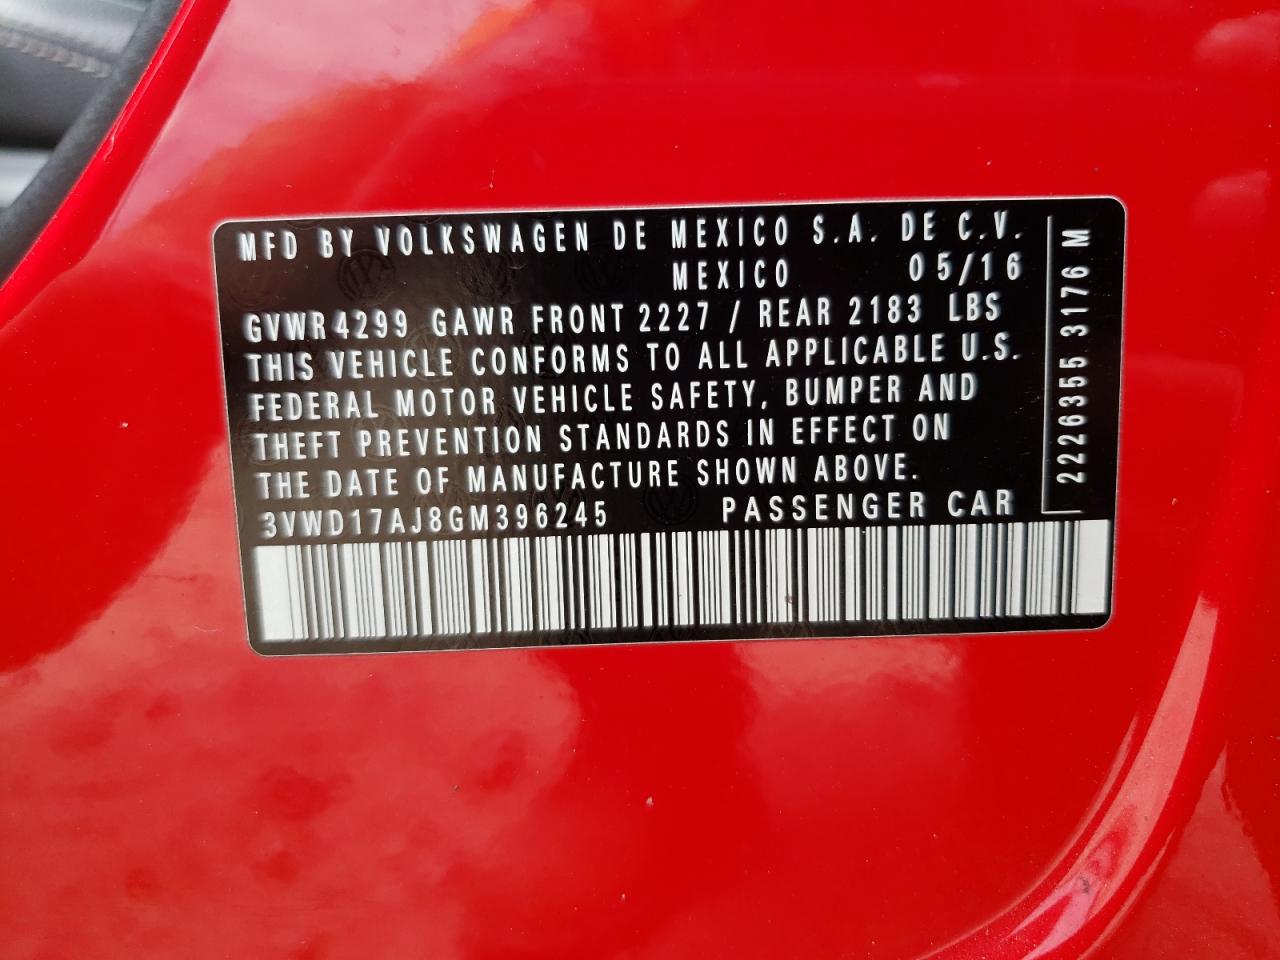 MFD BY VOLKSWAGEN DE MEXICO S.A. DE C.V.
MEXICO 05/16
GVWR 4299 GAWR FRONT 2227 / REAR 2183 LBS
THIS VEHICLE CONFORMS TO ALL APPLICABLE U.S.
FEDERAL MOTOR VEHICLE SAFETY, BUMPER AND
THEFT PREVENTION STANDARDS IN EFFECT ON
THE DATE OF MANUFACTURE SHOWN ABOVE.
3VWD17AJ8GM396245 PASSENGER CAR
2226355 3176 M